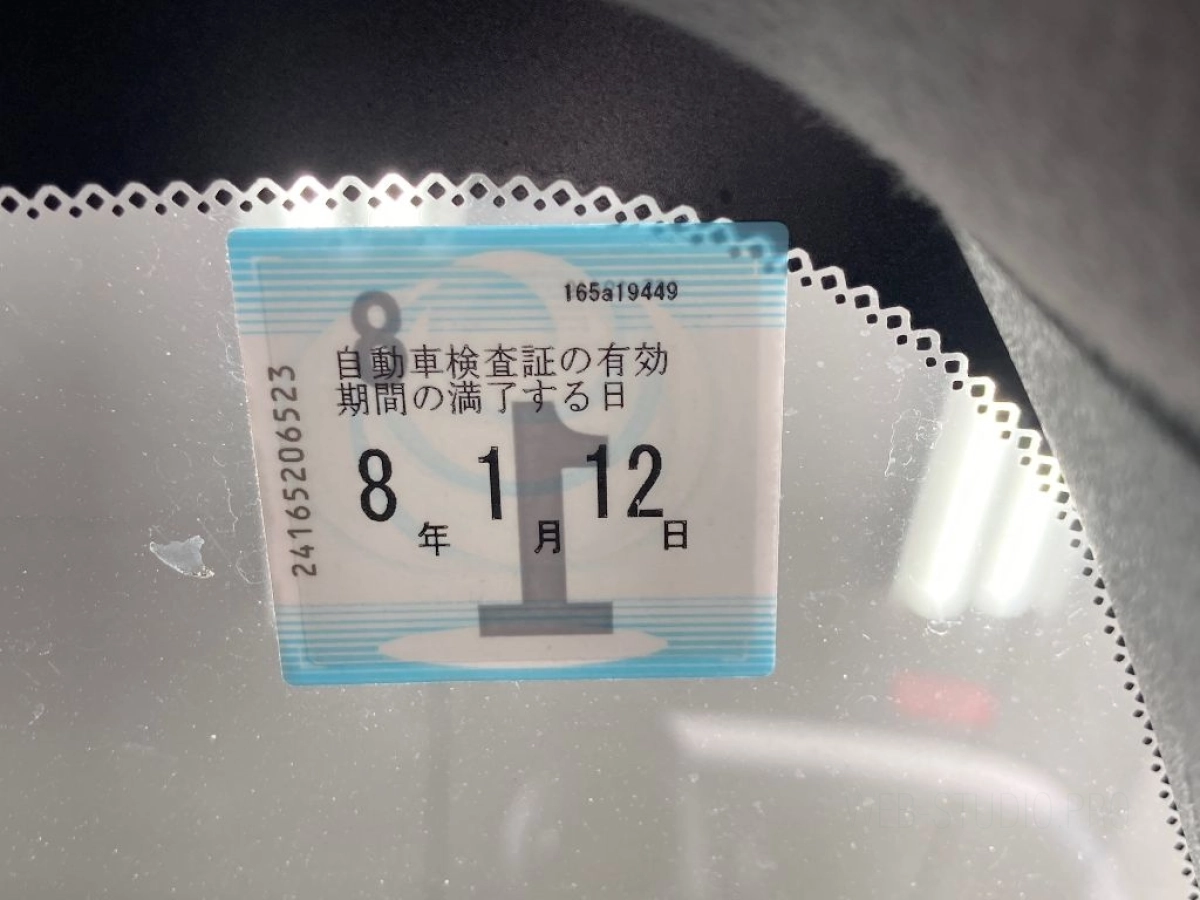 165a19449
8
自動車検査証の有効
期間の満了する日
8年1月12日
1
24165206523